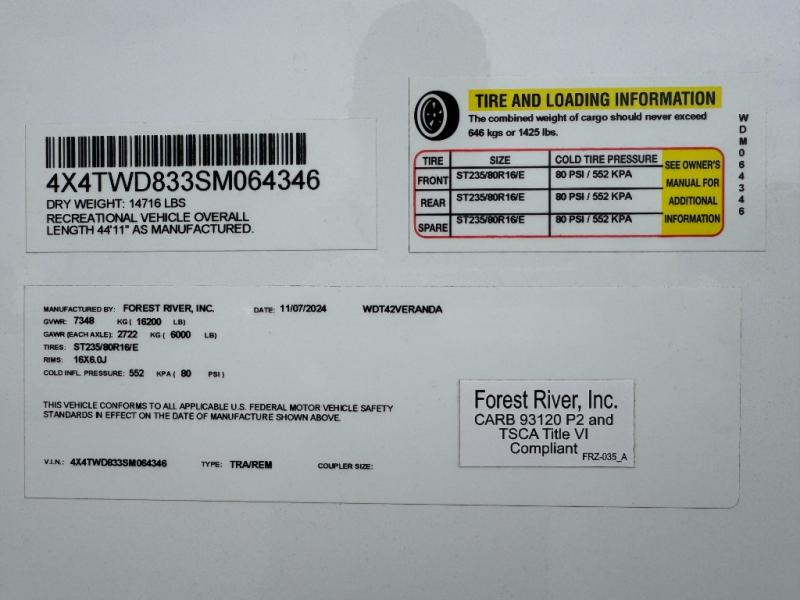 4X4TWD833SM064346
DRY WEIGHT: 14716 LBS
RECREATIONAL VEHICLE OVERALL
LENGTH 44'11" AS MANUFACTURED.
TIRE AND LOADING INFORMATION
The combined weight of cargo should never exceed
646 kgs or 1425 lbs.
TIRE SIZE COLD TIRE PRESSURE
FRONT ST235/80R16/E 80 PSI / 552 KPA
REAR ST235/80R16/E 80 PSI / 552 KPA
SPARE ST235/80R16/E 80 PSI / 552 KPA
SEE OWNER'S
MANUAL FOR
ADDITIONAL
INFORMATION
WDM064346
MANUFACTURED BY: FOREST RIVER, INC. DATE: 11/07/2024 WDT42VERANDA
GVWR: 7348 KG ( 16200 LB)
GAWR (EACH AXLE): 2722 KG ( 6000 LB)
TIRES: ST235/80R16/E
RIMS: 16X6.0J
COLD INFL. PRESSURE: 552 KPA ( 80 PSI )
THIS VEHICLE CONFORMS TO ALL APPLICABLE U.S. FEDERAL MOTOR VEHICLE SAFETY
STANDARDS IN EFFECT ON THE DATE OF MANUFACTURE SHOWN ABOVE.
V.I.N.: 4X4TWD833SM064346 TYPE: TRA/REM COUPLER SIZE:
Forest River, Inc.
CARB 93120 P2 and
TSCA Title VI
Compliant
FRZ-035_A